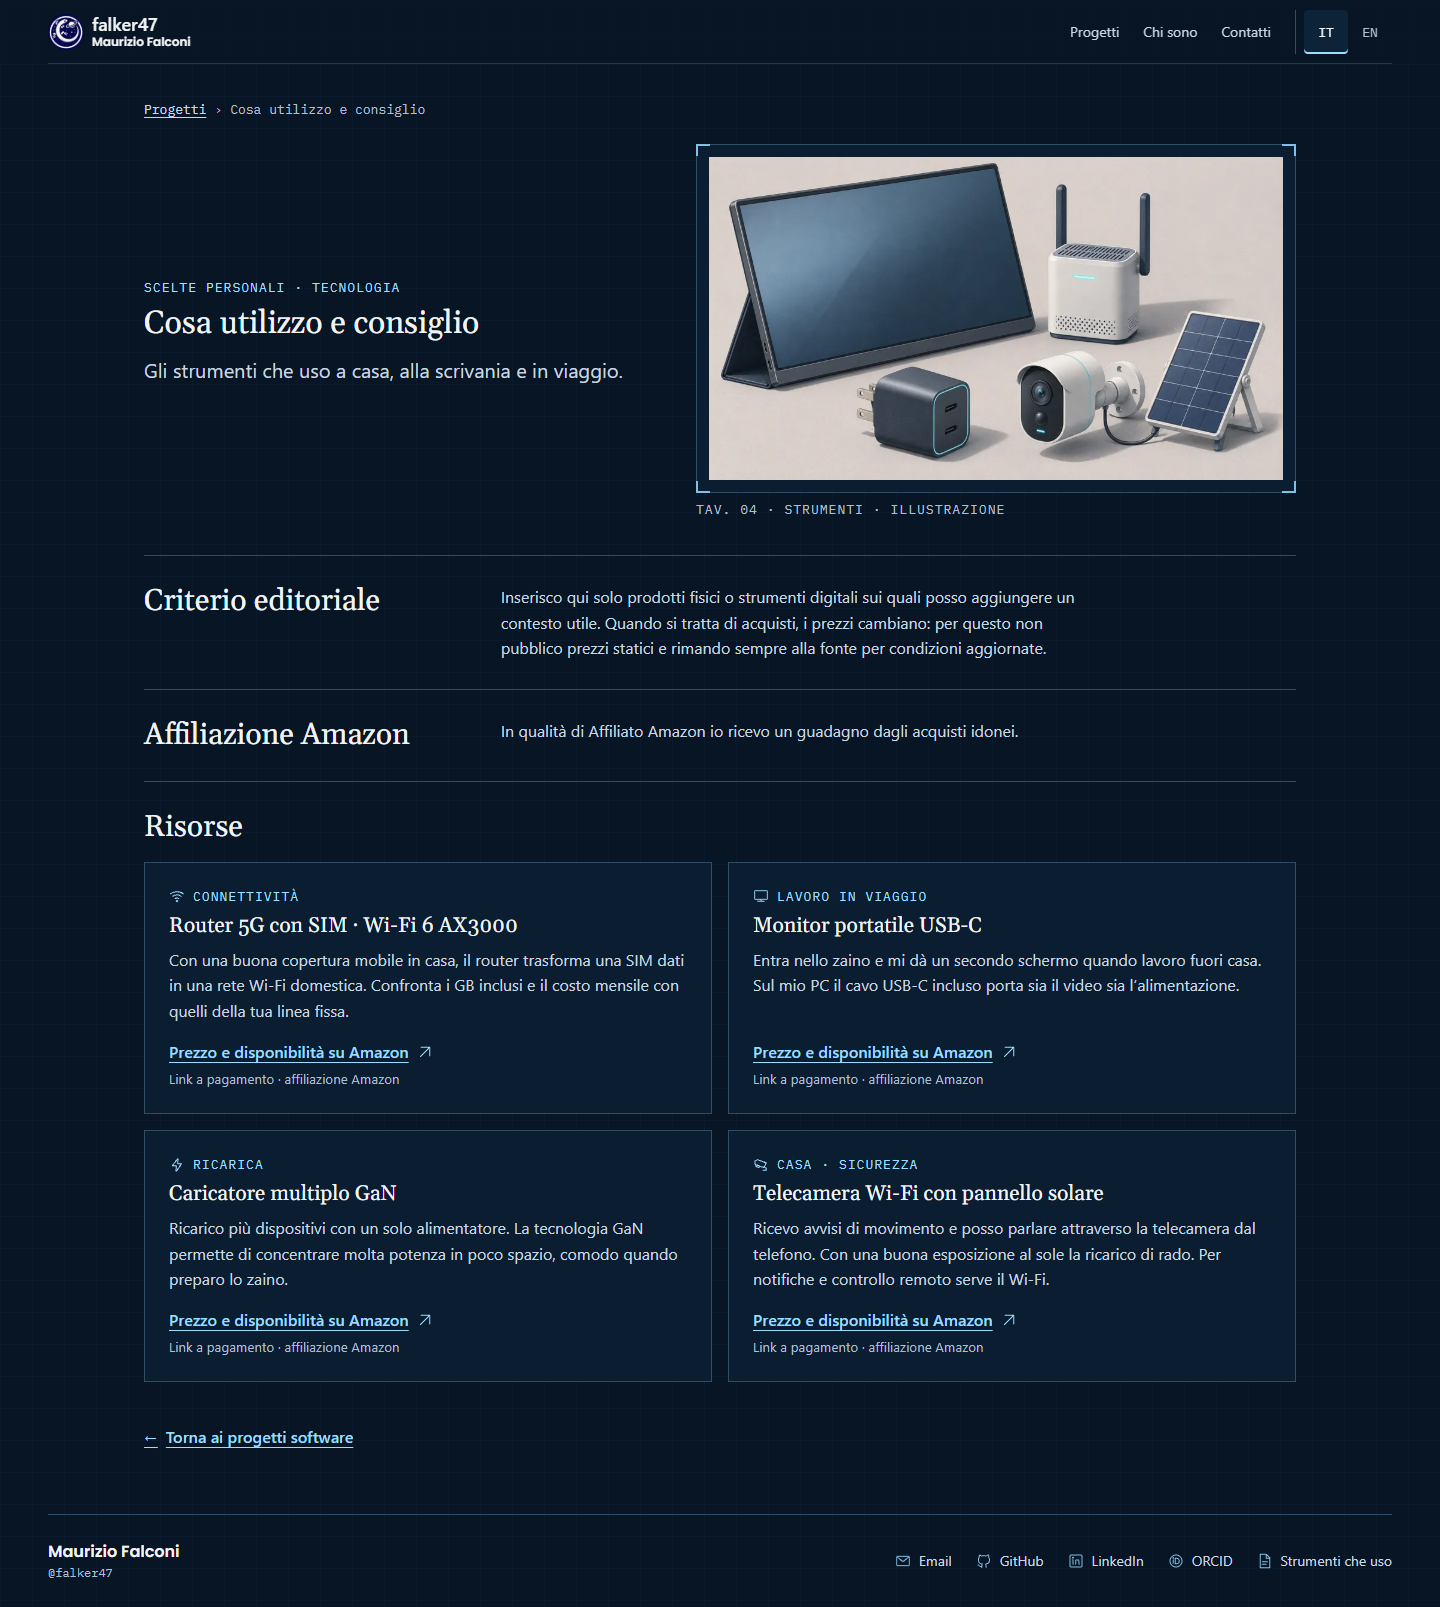 falker47
Maurizio Falconi
Progetti
Chi sono
Contatti
IT
EN
Progetti › Cosa utilizzo e consiglio
SCELTE PERSONALI · TECNOLOGIA
Cosa utilizzo e consiglio
Gli strumenti che uso a casa, alla scrivania e in viaggio.
TAV. 04 · STRUMENTI · ILLUSTRAZIONE
Criterio editoriale
Inserisco qui solo prodotti fisici o strumenti digitali sui quali posso aggiungere un
contesto utile. Quando si tratta di acquisti, i prezzi cambiano: per questo non
pubblico prezzi statici e rimando sempre alla fonte per condizioni aggiornate.
Affiliazione Amazon
In qualità di Affiliato Amazon io ricevo un guadagno dagli acquisti idonei.
Risorse
CONNETTIVITÀ
Router 5G con SIM · Wi-Fi 6 AX3000
Con una buona copertura mobile in casa, il router trasforma una SIM dati
in una rete Wi-Fi domestica. Confronta i GB inclusi e il costo mensile con
quelli della tua linea fissa.
Prezzo e disponibilità su Amazon
Link a pagamento · affiliazione Amazon
LAVORO IN VIAGGIO
Monitor portatile USB-C
Entra nello zaino e mi dà un secondo schermo quando lavoro fuori casa.
Sul mio PC il cavo USB-C incluso porta sia il video sia l'alimentazione.
Prezzo e disponibilità su Amazon
Link a pagamento · affiliazione Amazon
RICARICA
Caricatore multiplo GaN
Ricarico più dispositivi con un solo alimentatore. La tecnologia GaN
permette di concentrare molta potenza in poco spazio, comodo quando
preparo lo zaino.
Prezzo e disponibilità su Amazon
Link a pagamento · affiliazione Amazon
CASA · SICUREZZA
Telecamera Wi-Fi con pannello solare
Ricevo avvisi di movimento e posso parlare attraverso la telecamera dal
telefono. Con una buona esposizione al sole la ricarico di rado. Per
notifiche e controllo remoto serve il Wi-Fi.
Prezzo e disponibilità su Amazon
Link a pagamento · affiliazione Amazon
← Torna ai progetti software
Maurizio Falconi
@falker47
Email
GitHub
LinkedIn
ORCID
Strumenti che uso